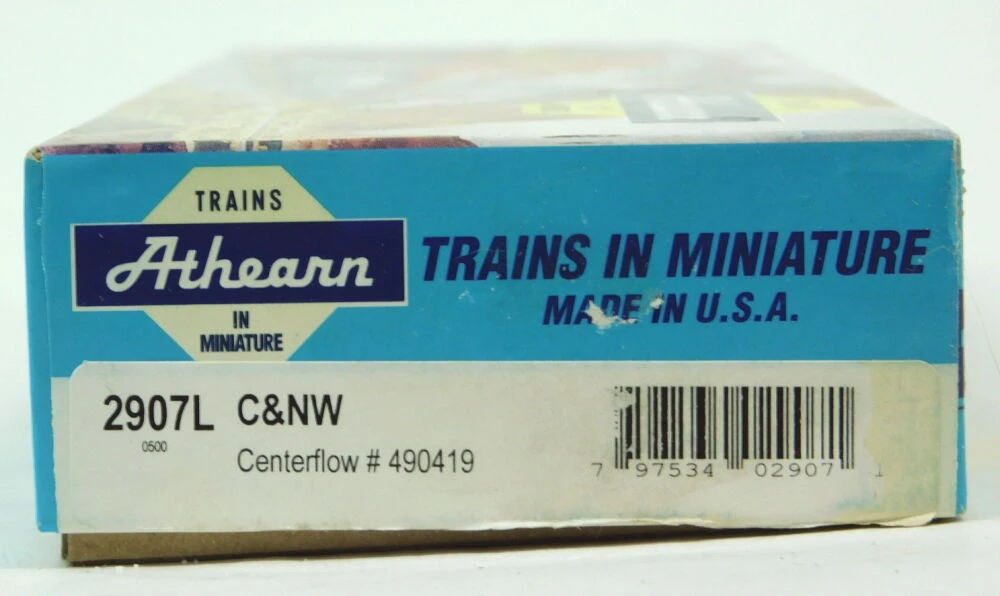 TRAINS
Athearn
IN
MINIATURE
TRAINS IN MINIATURE
MADE IN U.S.A.
2907L C&NW
0500
Centerflow # 490419
7 97534 02907 1